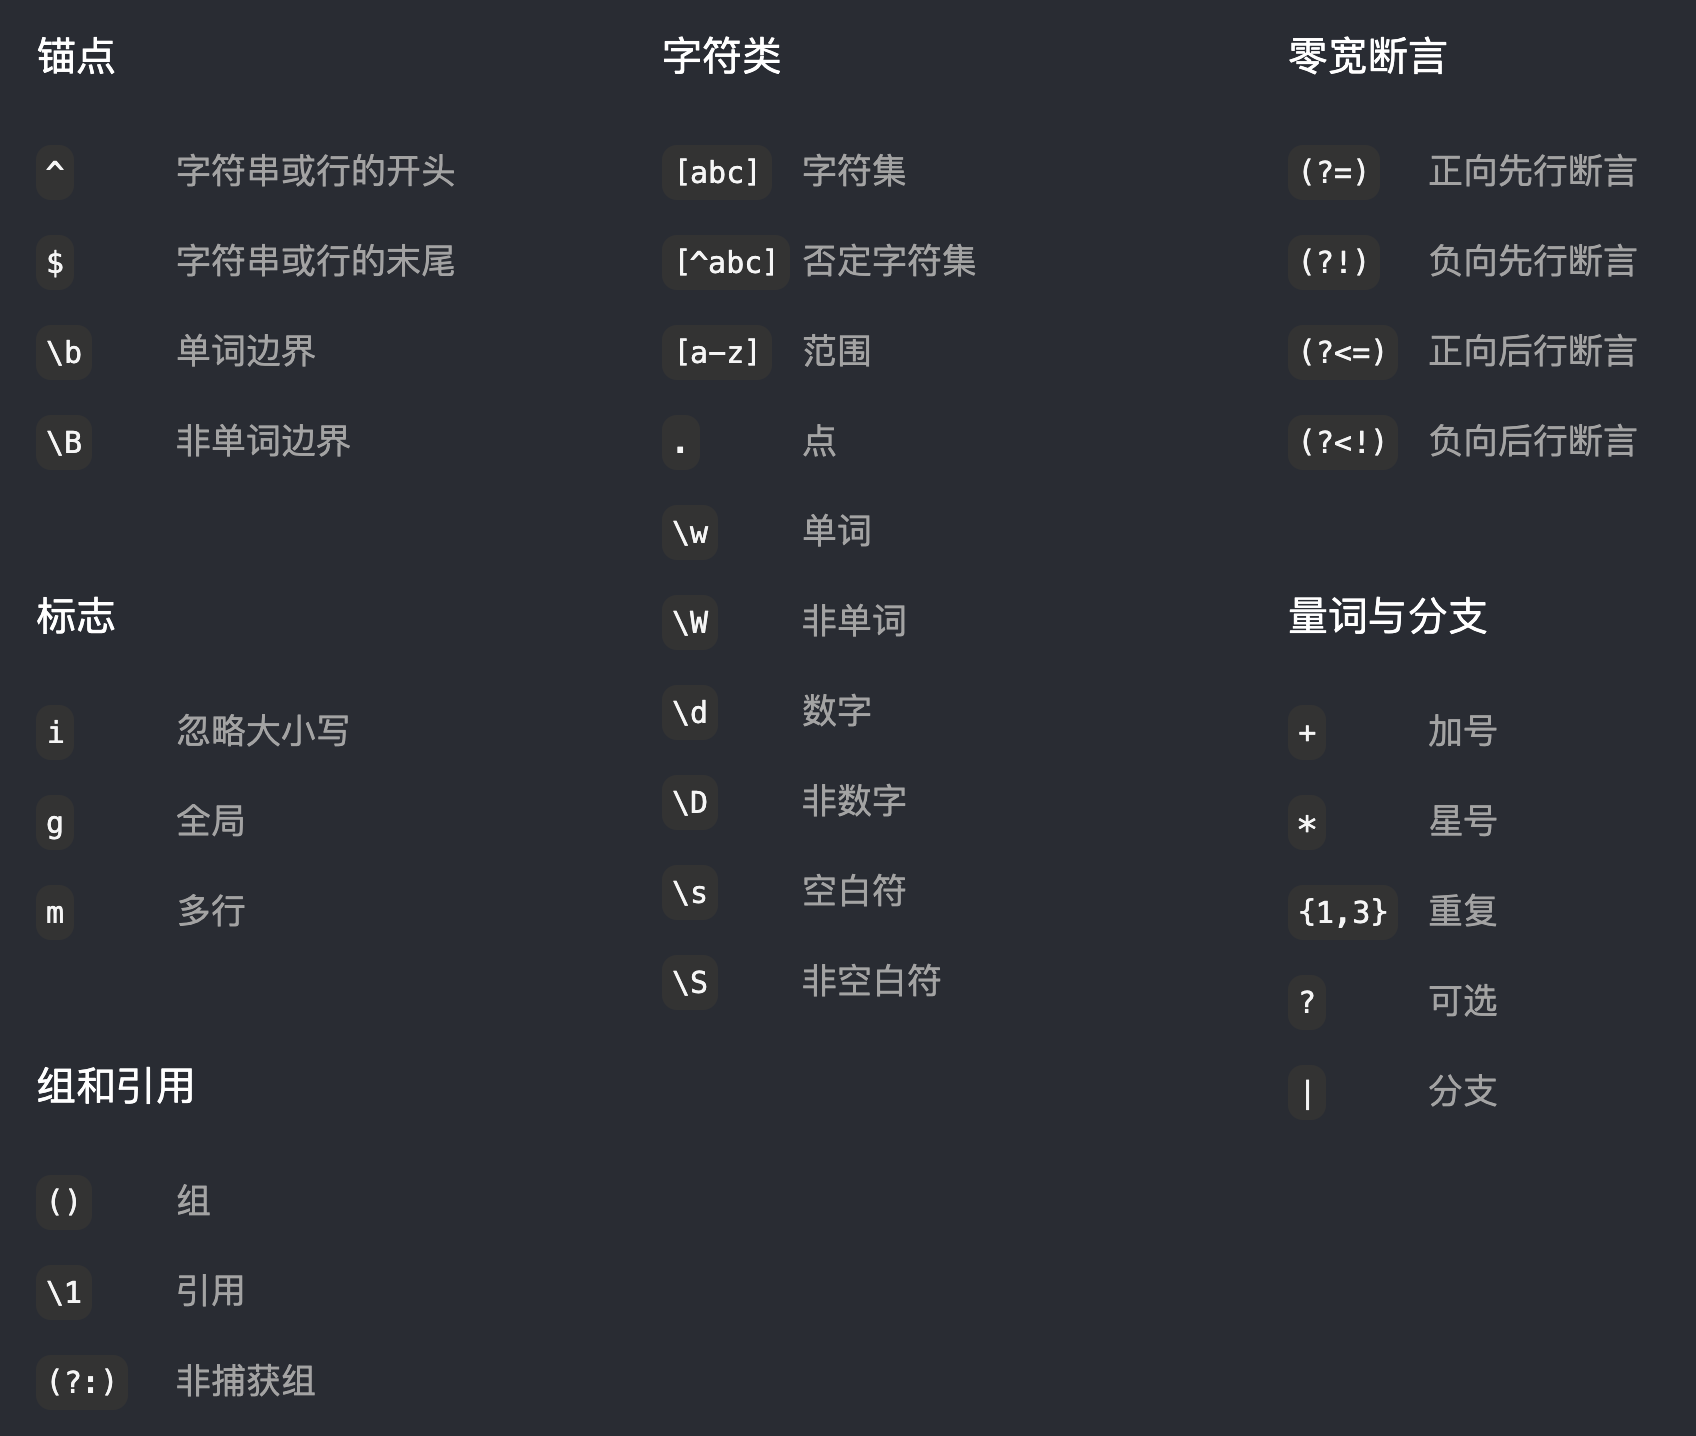 锚点
^ 字符串或行的开头
$ 字符串或行的末尾
\b 单词边界
\B 非单词边界
标志
i 忽略大小写
g 全局
m 多行
组和引用
() 组
\1 引用
(?:) 非捕获组
字符类
[abc] 字符集
[^abc] 否定字符集
[a-z] 范围
. 点
\w 单词
\W 非单词
\d 数字
\D 非数字
\s 空白符
\S 非空白符
零宽断言
(?=) 正向先行断言
(?!) 负向先行断言
(?<=) 正向后行断言
(?<!) 负向后行断言
量词与分支
+ 加号
* 星号
{1,3} 重复
? 可选
| 分支